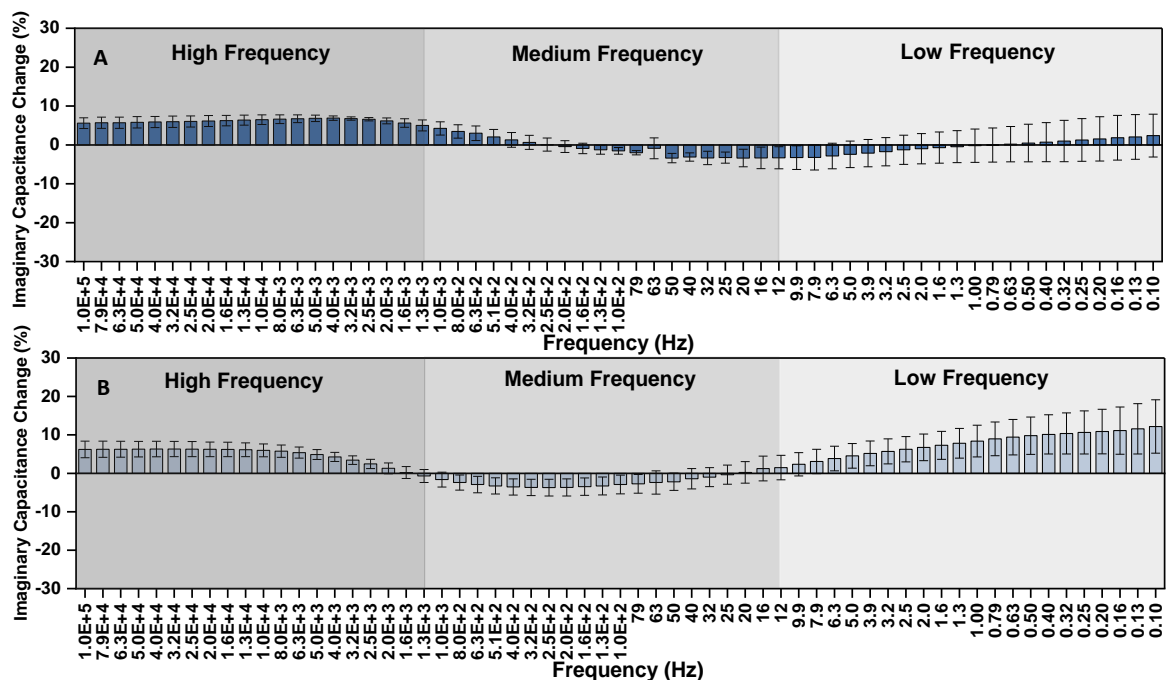 A
High Frequency
Medium Frequency
Low Frequency
Imaginary Capacitance Change (%)
30
20
10
0
-10
-20
-30
1.0E+5 7.9E+4 6.3E+4 5.0E+4 4.0E+4 3.2E+4 2.5E+4 2.0E+4 1.6E+4 1.3E+4 1.0E+4 8.0E+3 6.3E+3 5.0E+3 4.0E+3 3.2E+3 2.5E+3 2.0E+3 1.6E+3 1.3E+3 1.0E+3 8.0E+2 6.3E+2 5.1E+2 4.0E+2 3.2E+2 2.5E+2 2.0E+2 1.6E+2 1.3E+2 1.0E+2 79 63 50 40 32 25 20 16 12 9.9 7.9 6.3 5.0 3.9 3.2 2.5 2.0 1.6 1.3 1.00 0.79 0.63 0.50 0.40 0.32 0.25 0.20 0.16 0.13 0.10
Frequency (Hz)
B
High Frequency
Medium Frequency
Low Frequency
Imaginary Capacitance Change (%)
30
20
10
0
-10
-20
-30
1.0E+5 7.9E+4 6.3E+4 5.0E+4 4.0E+4 3.2E+4 2.5E+4 2.0E+4 1.6E+4 1.3E+4 1.0E+4 8.0E+3 6.3E+3 5.0E+3 4.0E+3 3.2E+3 2.5E+3 2.0E+3 1.6E+3 1.3E+3 1.0E+3 8.0E+2 6.3E+2 5.1E+2 4.0E+2 3.2E+2 2.5E+2 2.0E+2 1.6E+2 1.3E+2 1.0E+2 79 63 50 40 32 25 20 16 12 9.9 7.9 6.3 5.0 3.9 3.2 2.5 2.0 1.6 1.3 1.00 0.79 0.63 0.50 0.40 0.32 0.25 0.20 0.16 0.13 0.10
Frequency (Hz)